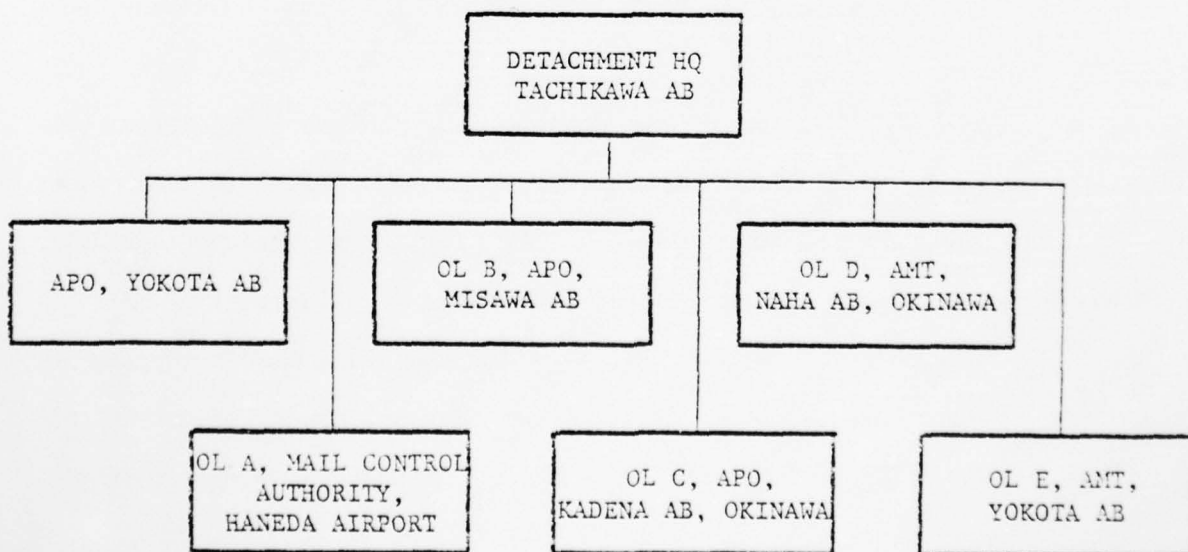 DETACHMENT HQ
TACHIKAWA AB
APO, YOKOTA AB
OL B, APO,
MISAWA AB
OL D, AMT,
NAHA AB, OKINAWA
OL A, MAIL CONTROL
AUTHORITY,
HANEDA AIRPORT
OL C, APO,
KADENA AB, OKINAWA
OL E, AMT,
YOKOTA AB